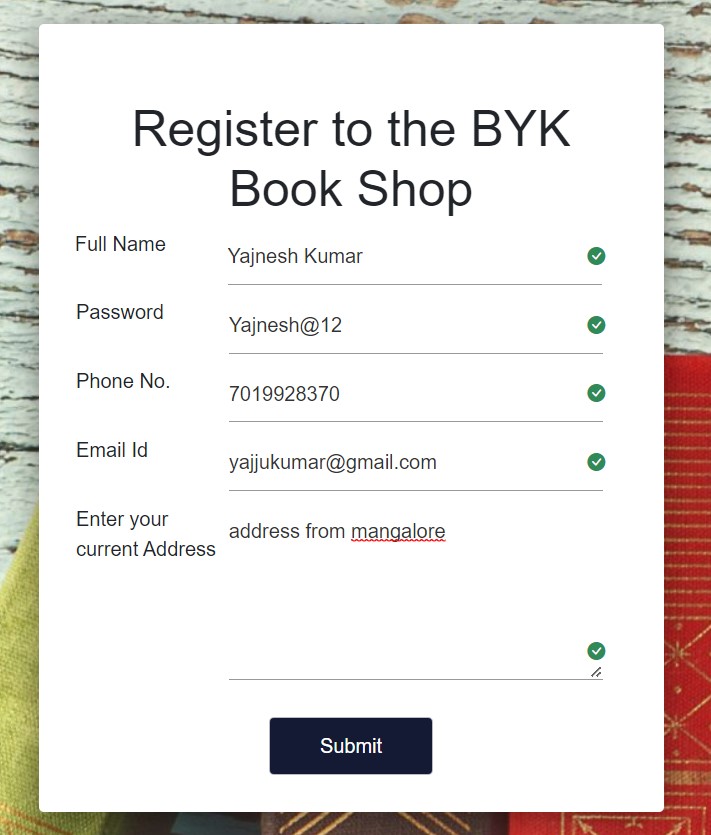 Register to the BYK
Book Shop
Full Name
Yajnesh Kumar
Password
Yajnesh@12
Phone No.
7019928370
Email Id
yajjukumar@gmail.com
Enter your
current Address
address from mangalore
Submit